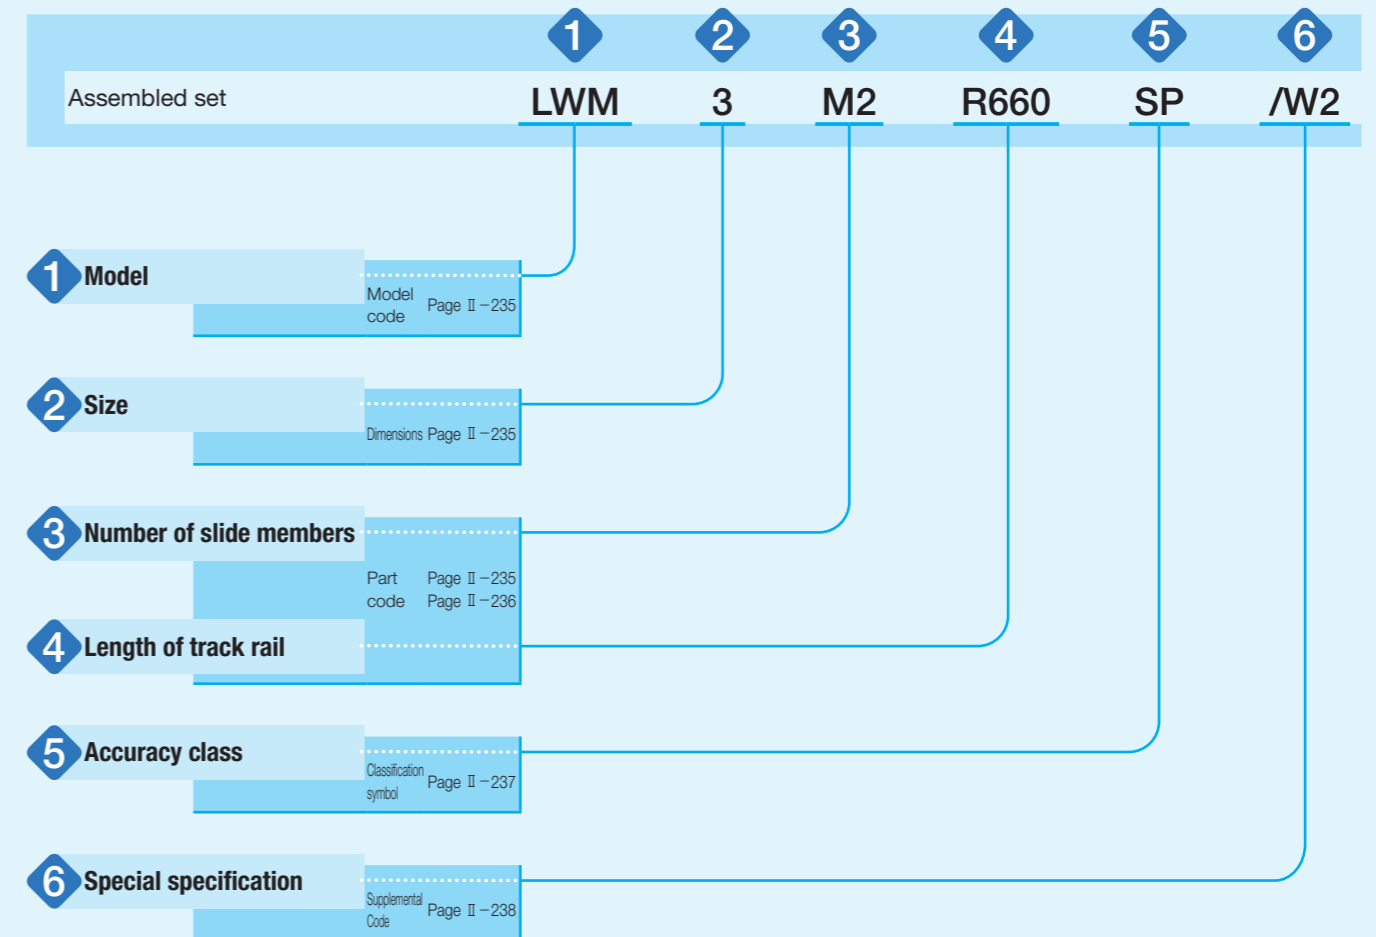 1 2 3 4 5 6
Assembled set LWM 3 M2 R660 SP /W2
1 Model
Model code Page Ⅱ−235
2 Size
Dimensions Page Ⅱ−235
3 Number of slide members
Part code Page Ⅱ−235
Page Ⅱ−236
4 Length of track rail
5 Accuracy class
Classification symbol Page Ⅱ−237
6 Special specification
Supplemental Code Page Ⅱ−238